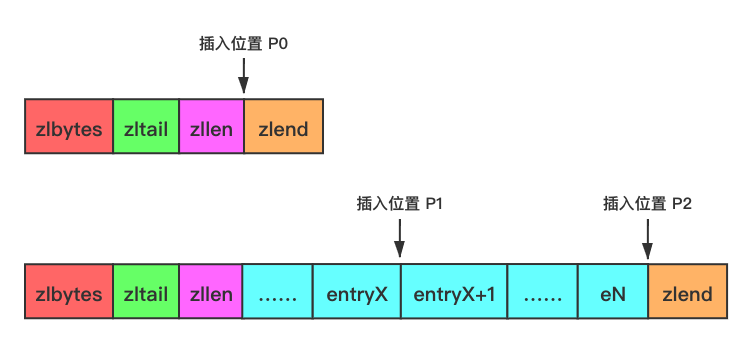 插入位置 P0
zlbytes zltail zllen zlend
插入位置 P1 插入位置 P2
zlbytes zltail zllen …… entryX entryX+1 …… eN zlend